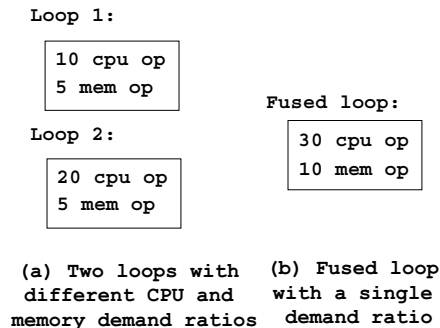 Loop 1:
10 cpu op
5 mem op
Loop 2:
20 cpu op
5 mem op
(a) Two loops with
different CPU and
memory demand ratios
Fused loop:
30 cpu op
10 mem op
(b) Fused loop
with a single
demand ratio